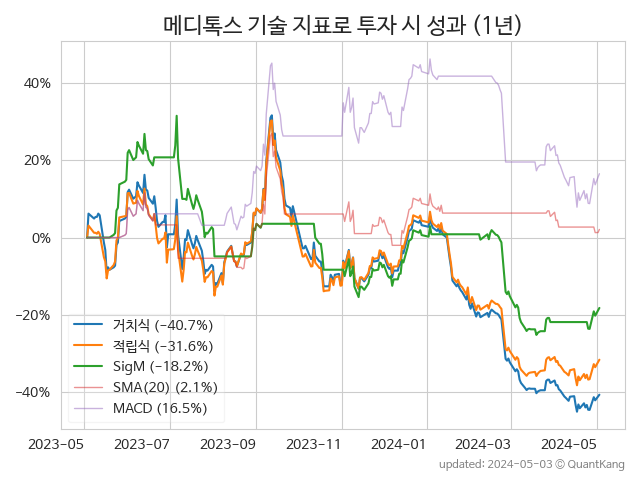 메디톡스 기술 지표로 투자 시 성과 (1년)
40%
20%
0%
−20%
−40%
거치식 (−40.7%)
적립식 (−31.6%)
SigM (−18.2%)
SMA(20) (2.1%)
MACD (16.5%)
2023-05 2023-07 2023-09 2023-11 2024-01 2024-03 2024-05
updated: 2024-05-03 ⓒ QuantKang